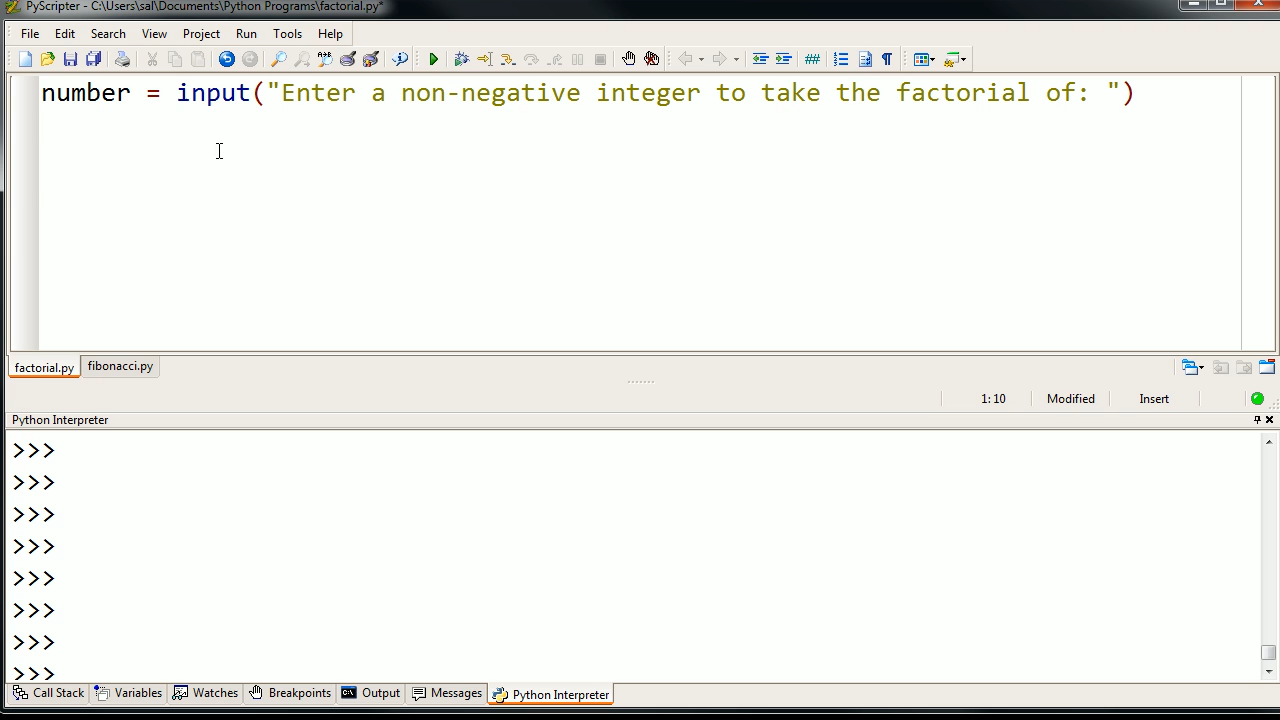 PyScripter - C:\Users\sal\Documents\Python Programs\factorial.py*
File Edit Search View Project Run Tools Help
number = input("Enter a non-negative integer to take the factorial of: ")
factorial.py fibonacci.py
1: 10 Modified Insert
Python Interpreter
>>>
>>>
>>>
>>>
>>>
>>>
>>>
>>>
Call Stack Variables Watches Breakpoints Output Messages Python Interpreter